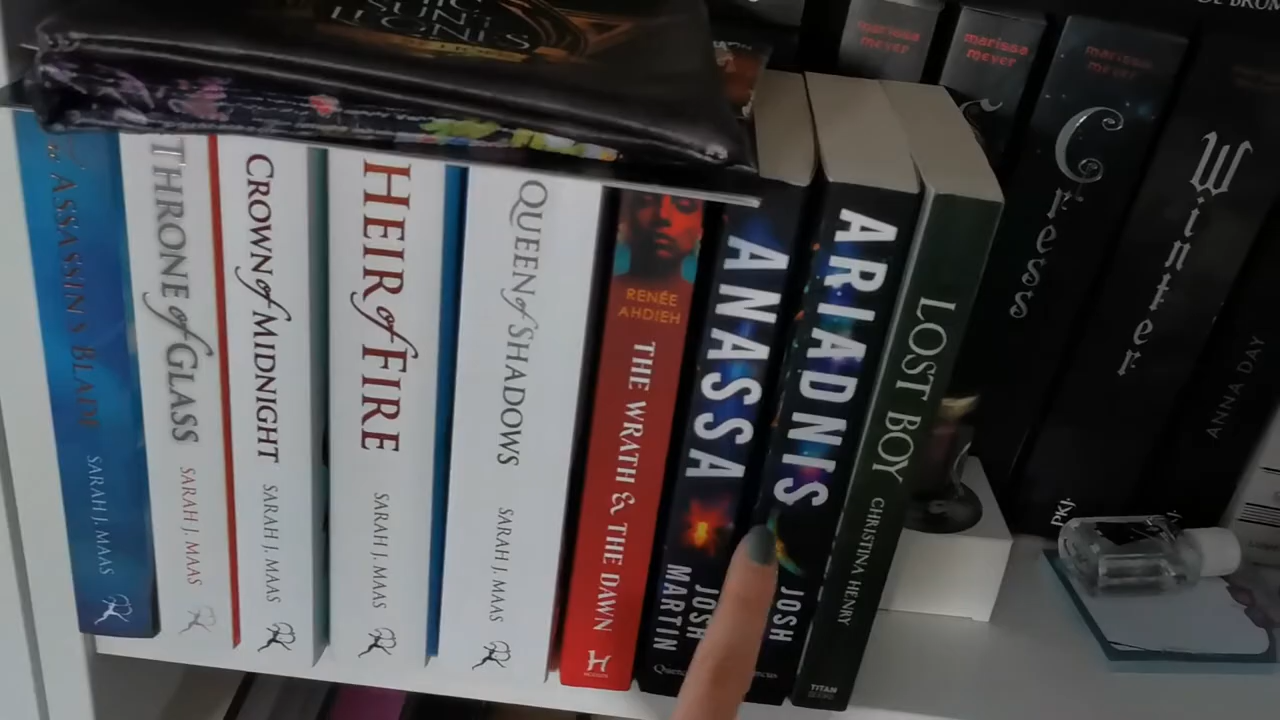 marissa
meyer
marissa
meyer
marissa
meyer
ASSASSIN'S BLADE
SARAH J. MAAS
THRONE of GLASS
SARAH J. MAAS
CROWN of MIDNIGHT
SARAH J. MAAS
HEIR of FIRE
SARAH J. MAAS
QUEEN of SHADOWS
SARAH J. MAAS
RENÉE
AHDIEH
THE WRATH & THE DAWN
H
ANASSA
JOSH
MARTIN
ARIADNIS
JOSH
LOST BOY
CHRISTINA HENRY
TITAN
Cress
PKJ.
Winter
ANNA DAY